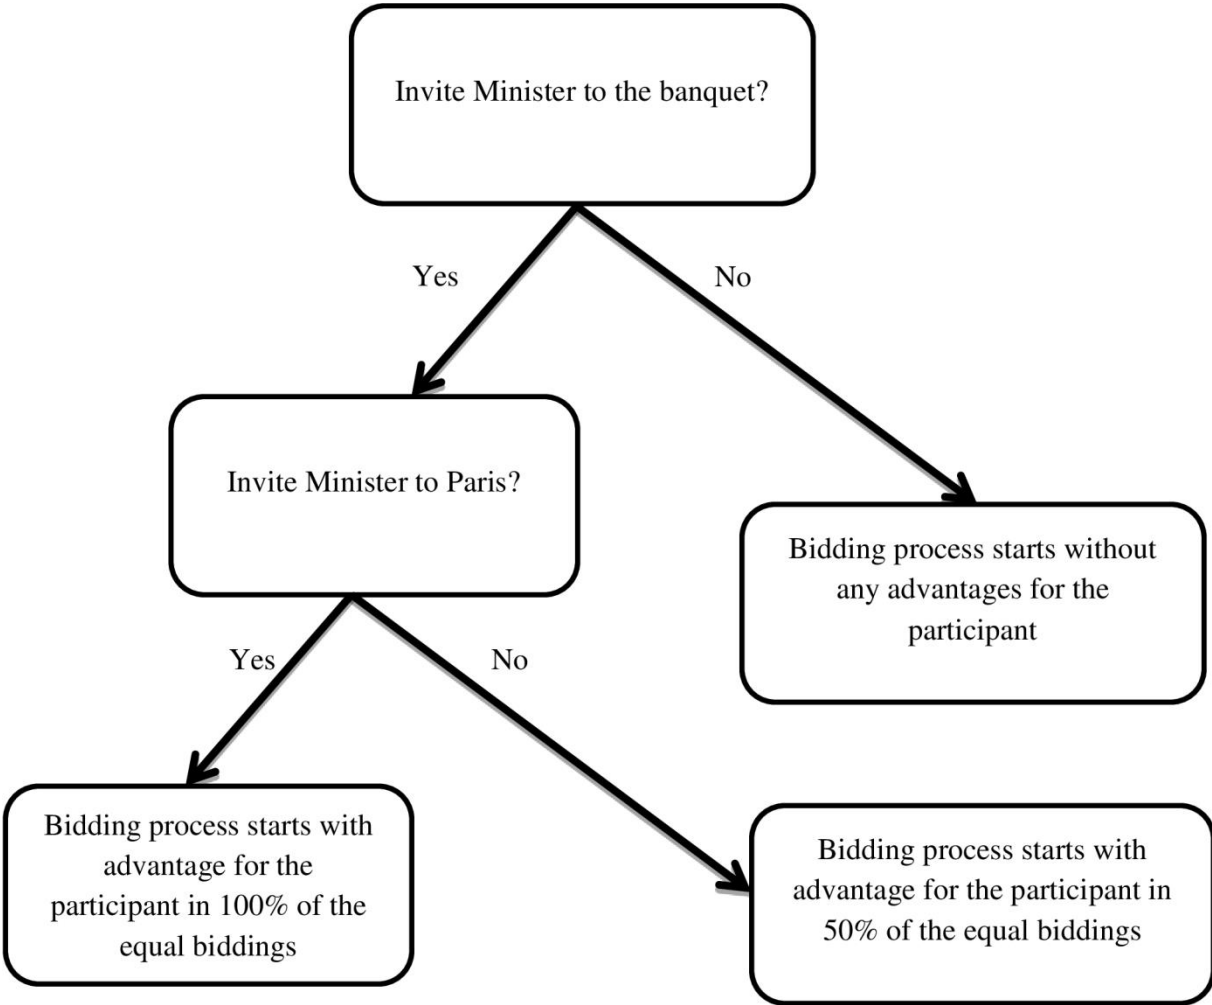 Invite Minister to the banquet?
Yes
No
Invite Minister to Paris?
Bidding process starts without
any advantages for the
participant
Yes
No
Bidding process starts with
advantage for the
participant in 100% of the
equal biddings
Bidding process starts with
advantage for the participant in
50% of the equal biddings